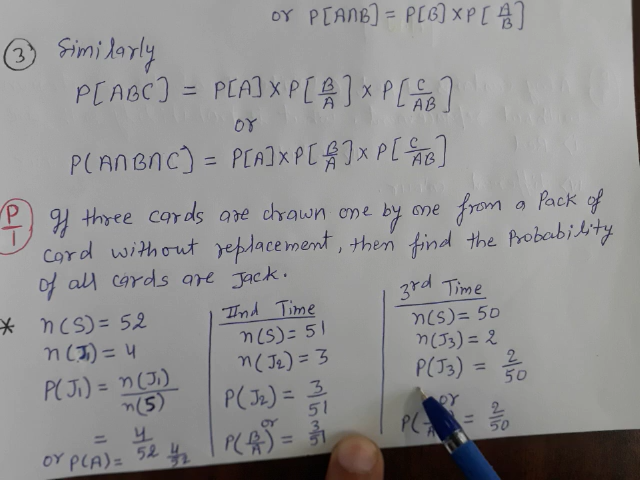 or P[A∩B] = P[B] × P[A/B]
③ Similarly
P[ABC] = P[A] × P[B/A] × P[C/AB]
or
P(A∩B∩C) = P[A] × P[B/A] × P[C/AB]
P/1 If three cards are drawn one by one from a Pack of
card without replacement, then find the Probability
of all cards are Jack.
* n(S) = 52
n(J1) = 4
P(J1) = n(J1)/n(S)
= 4/52
or P(A) = 4/52
IInd Time
n(S) = 51
n(J2) = 3
P(J2) = 3/51
or
P(B/A) = 3/51
3rd Time
n(S) = 50
n(J3) = 2
P(J3) = 2/50
or
P( = 2/50